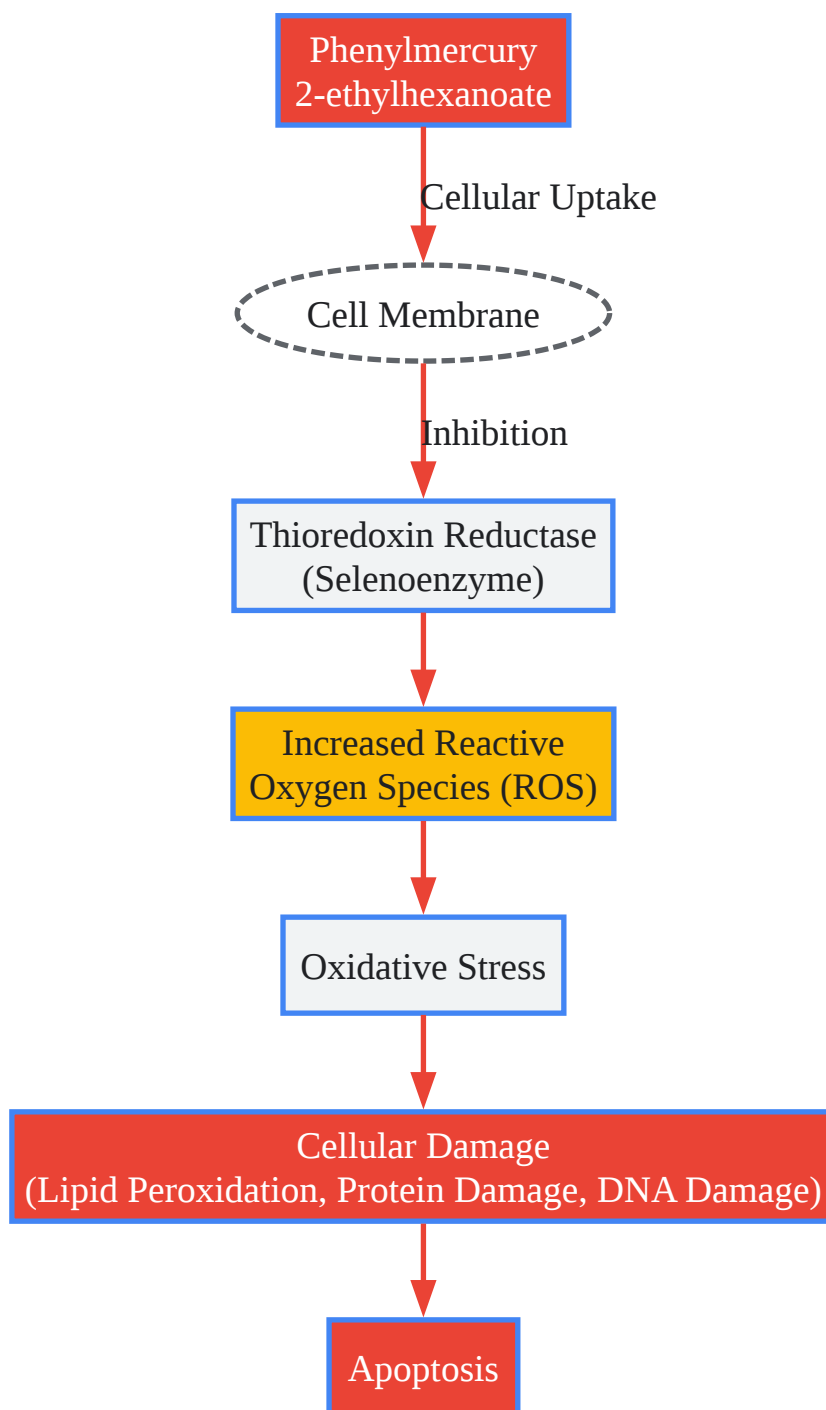 Phenylmercury
2-ethylhexanoate
Cellular Uptake
Cell Membrane
Inhibition
Thioredoxin Reductase
(Selenoenzyme)
Increased Reactive
Oxygen Species (ROS)
Oxidative Stress
Cellular Damage
(Lipid Peroxidation, Protein Damage, DNA Damage)
Apoptosis